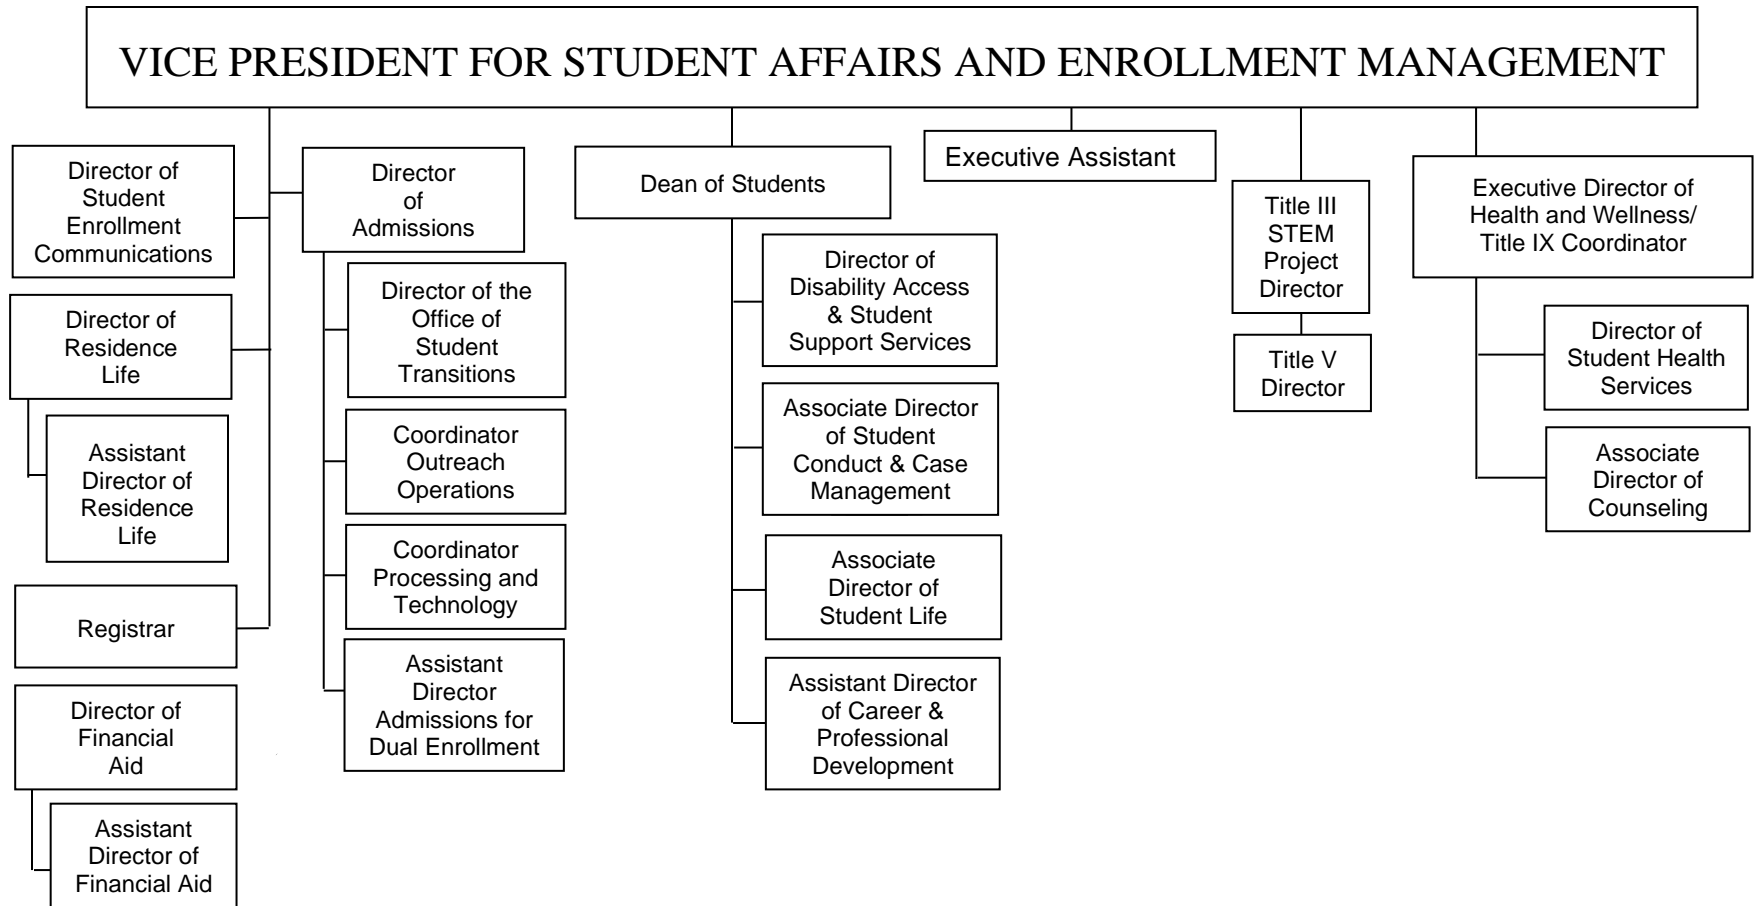 VICE PRESIDENT FOR STUDENT AFFAIRS AND ENROLLMENT MANAGEMENT
Director of
Student
Enrollment
Communications
Director of
Residence
Life
Assistant
Director of
Residence
Life
Registrar
Director of
Financial
Aid
Assistant
Director of
Financial Aid
Director
of
Admissions
Director of the
Office of
Student
Transitions
Coordinator
Outreach
Operations
Coordinator
Processing and
Technology
Assistant
Director
Admissions for
Dual Enrollment
Dean of Students
Director of
Disability Access
& Student
Support Services
Associate Director
of Student
Conduct & Case
Management
Associate
Director of
Student Life
Assistant Director
of Career &
Professional
Development
Executive Assistant
Title III
STEM
Project
Director
Title V
Director
Executive Director of
Health and Wellness/
Title IX Coordinator
Director of
Student Health
Services
Associate
Director of
Counseling